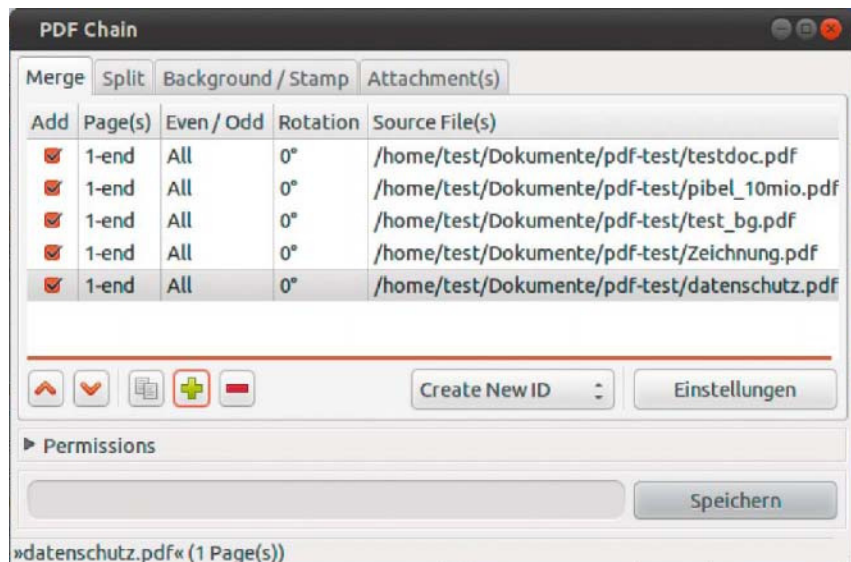 PDF Chain
Merge Split Background / Stamp Attachment(s)
Add Page(s) Even / Odd Rotation Source File(s)
1-end All 0° /home/test/Dokumente/pdf-test/testdoc.pdf
1-end All 0° /home/test/Dokumente/pdf-test/pibel_10mio.pdf
1-end All 0° /home/test/Dokumente/pdf-test/test_bg.pdf
1-end All 0° /home/test/Dokumente/pdf-test/Zeichnung.pdf
1-end All 0° /home/test/Dokumente/pdf-test/datenschutz.pdf
Create New ID Einstellungen
Permissions
Speichern
»datenschutz.pdf« (1 Page(s))